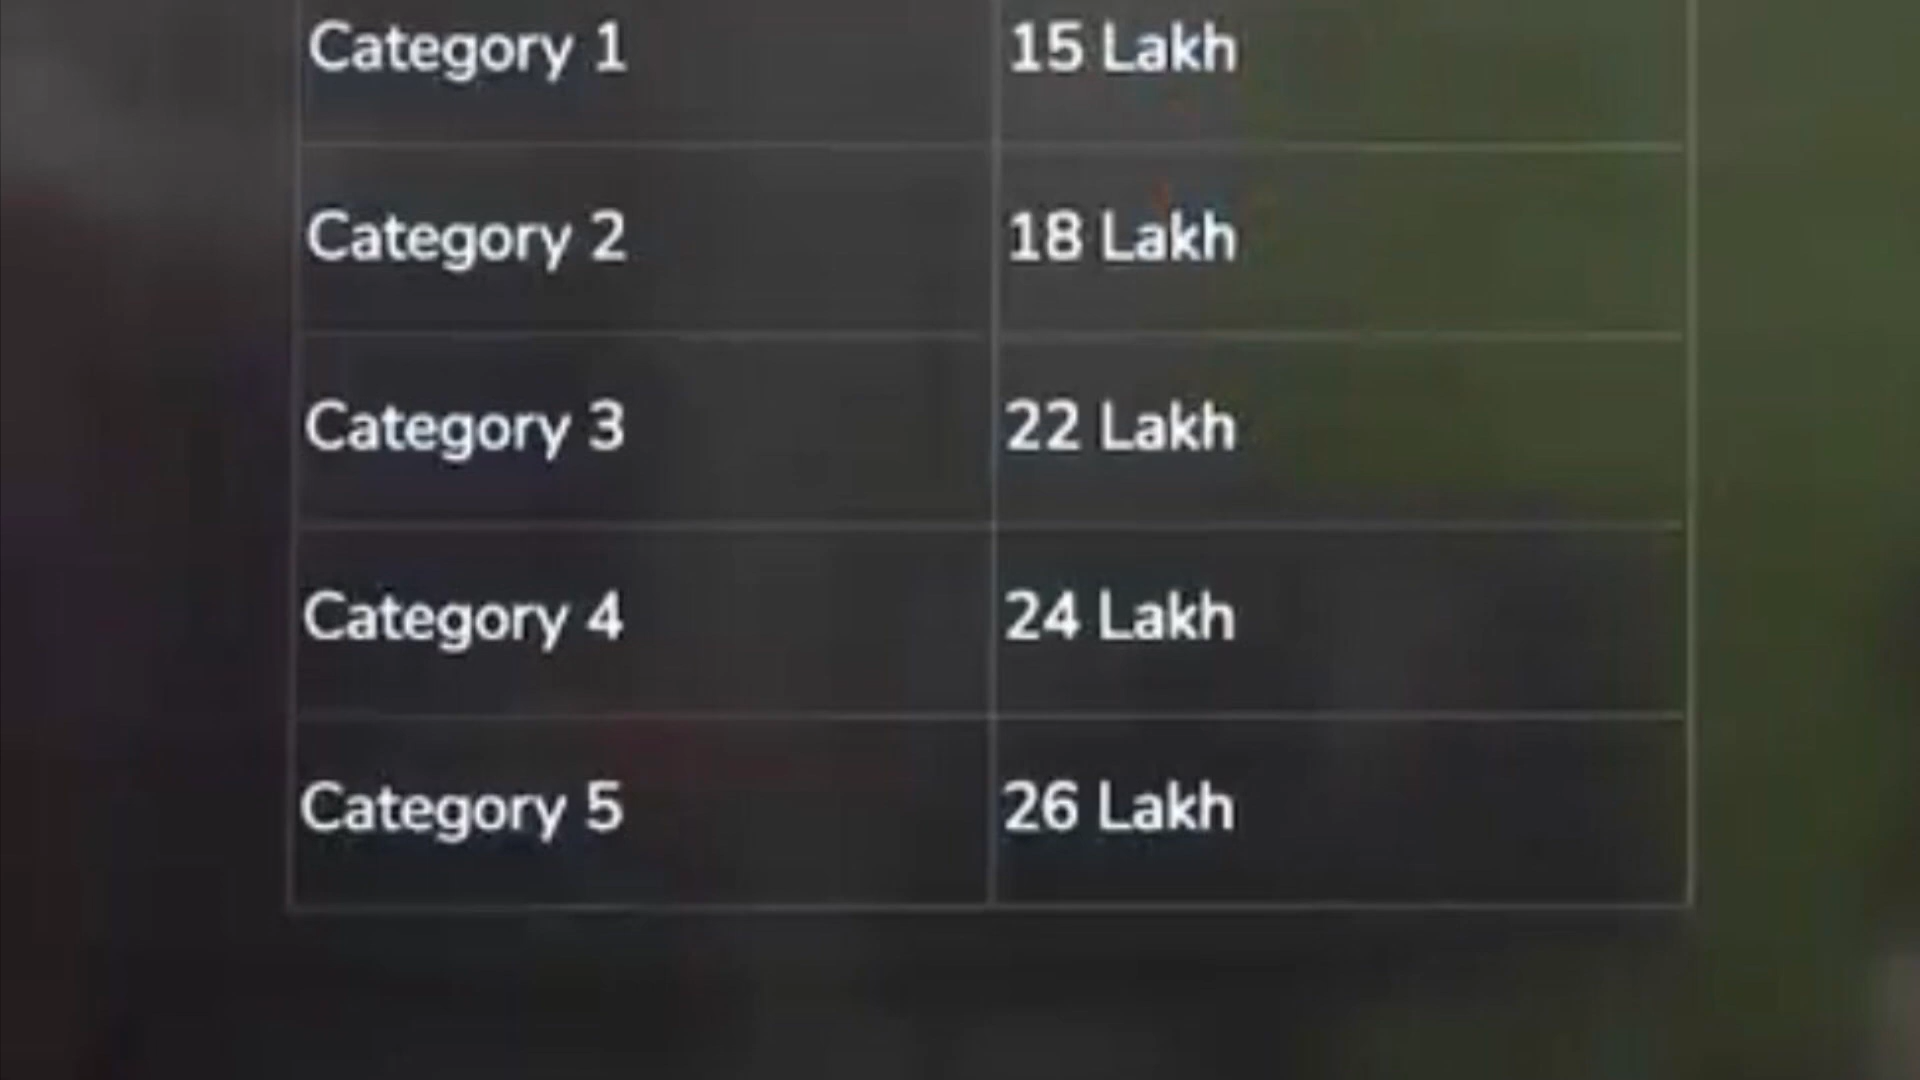 Category 1 15 Lakh
Category 2 18 Lakh
Category 3 22 Lakh
Category 4 24 Lakh
Category 5 26 Lakh